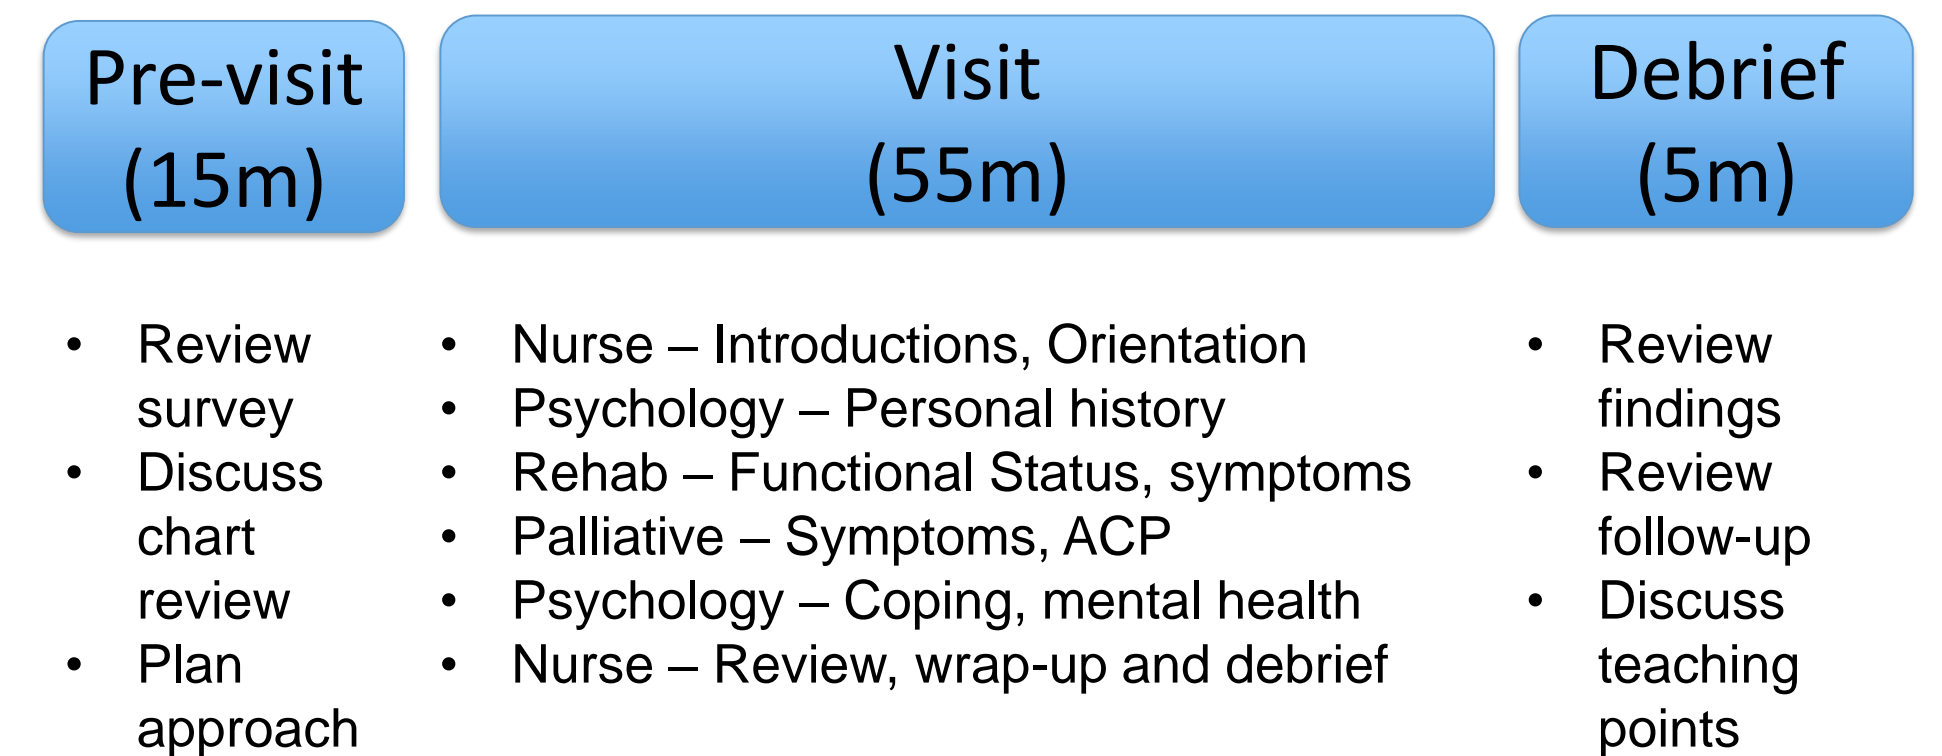 Pre-visit
(15m)
Visit
(55m)
Debrief
(5m)
• Review
survey
• Discuss
chart
review
• Plan
approach
• Nurse – Introductions, Orientation
• Psychology – Personal history
• Rehab – Functional Status, symptoms
• Palliative – Symptoms, ACP
• Psychology – Coping, mental health
• Nurse – Review, wrap-up and debrief
• Review
findings
• Review
follow-up
• Discuss
teaching
points